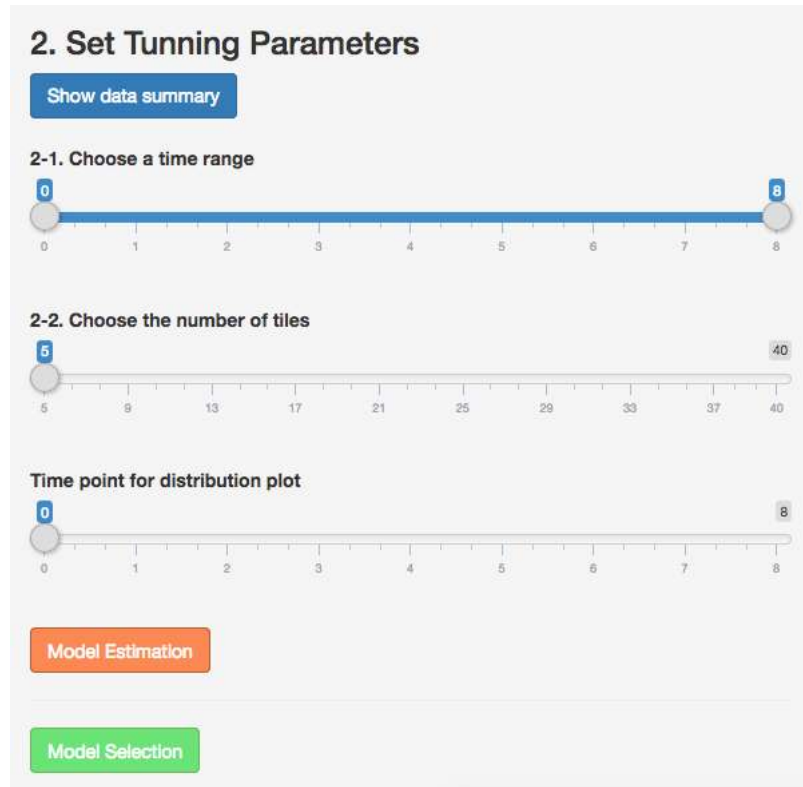 2. Set Tunning Parameters
Show data summary
2-1. Choose a time range
0 8
0 1 2 3 4 5 6 7 8
2-2. Choose the number of tiles
5 40
5 9 13 17 21 25 29 33 37 40
Time point for distribution plot
0 8
0 1 2 3 4 5 6 7 8
Model Estimation
Model Selection